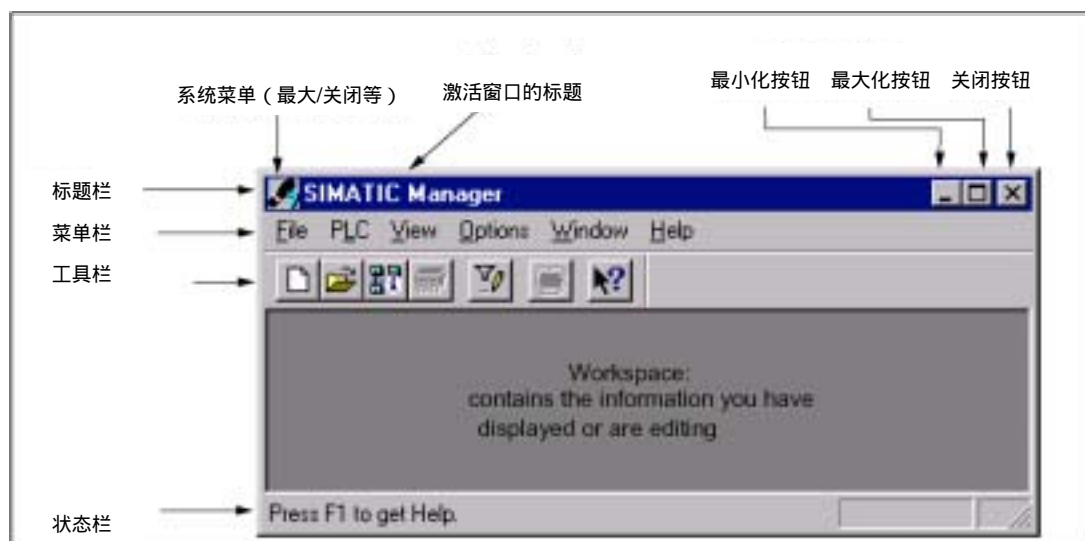 系统菜单（最大/关闭等）
激活窗口的标题
最小化按钮
最大化按钮
关闭按钮
标题栏
SIMATIC Manager
菜单栏
File PLC View Options Window Help
工具栏
Workspace:
contains the information you have
displayed or are editing
状态栏
Press F1 to get Help.